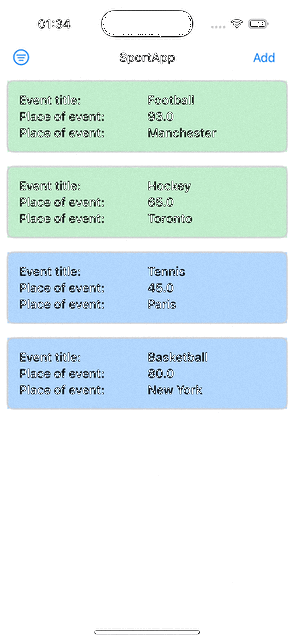 01:34
SportApp
Add
Event title: Football
Place of event: 93.0
Place of event: Manchester
Event title: Hockey
Place of event: 65.0
Place of event: Toronto
Event title: Tennis
Place of event: 45.0
Place of event: Paris
Event title: Basketball
Place of event: 80.0
Place of event: New York